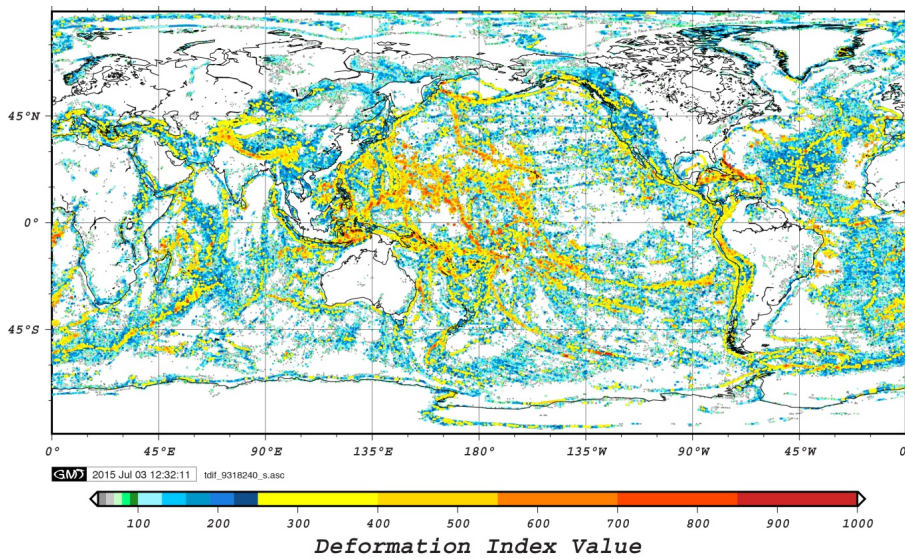 45°N
0°
45°S
0° 45°E 90°E 135°E 180° 135°W 90°W 45°W 0°
GMT 2015 Jul 03 12:32:11 tdif_9318240_s.asc
100 200 300 400 500 600 700 800 900 1000
Deformation Index Value